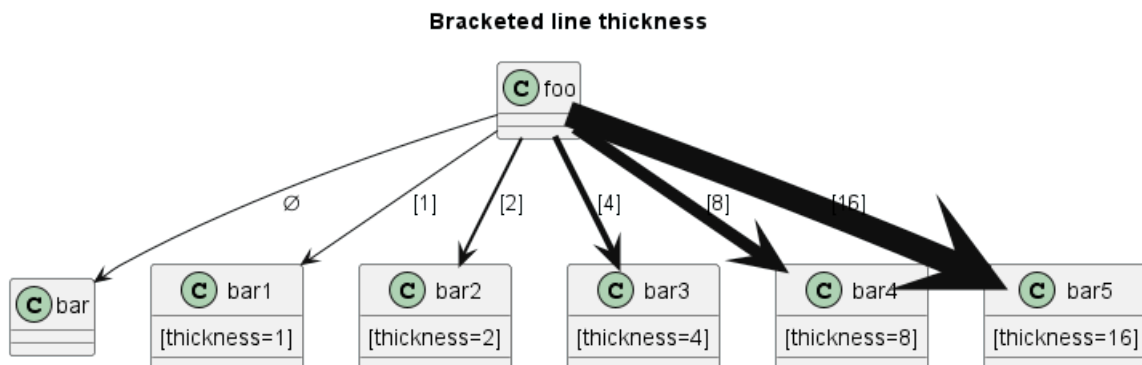 Bracketed line thickness
C foo
∅
[1]
[2]
[4]
[8]
[16]
C bar
C bar1
C bar2
C bar3
C bar4
C bar5
[thickness=1]
[thickness=2]
[thickness=4]
[thickness=8]
[thickness=16]